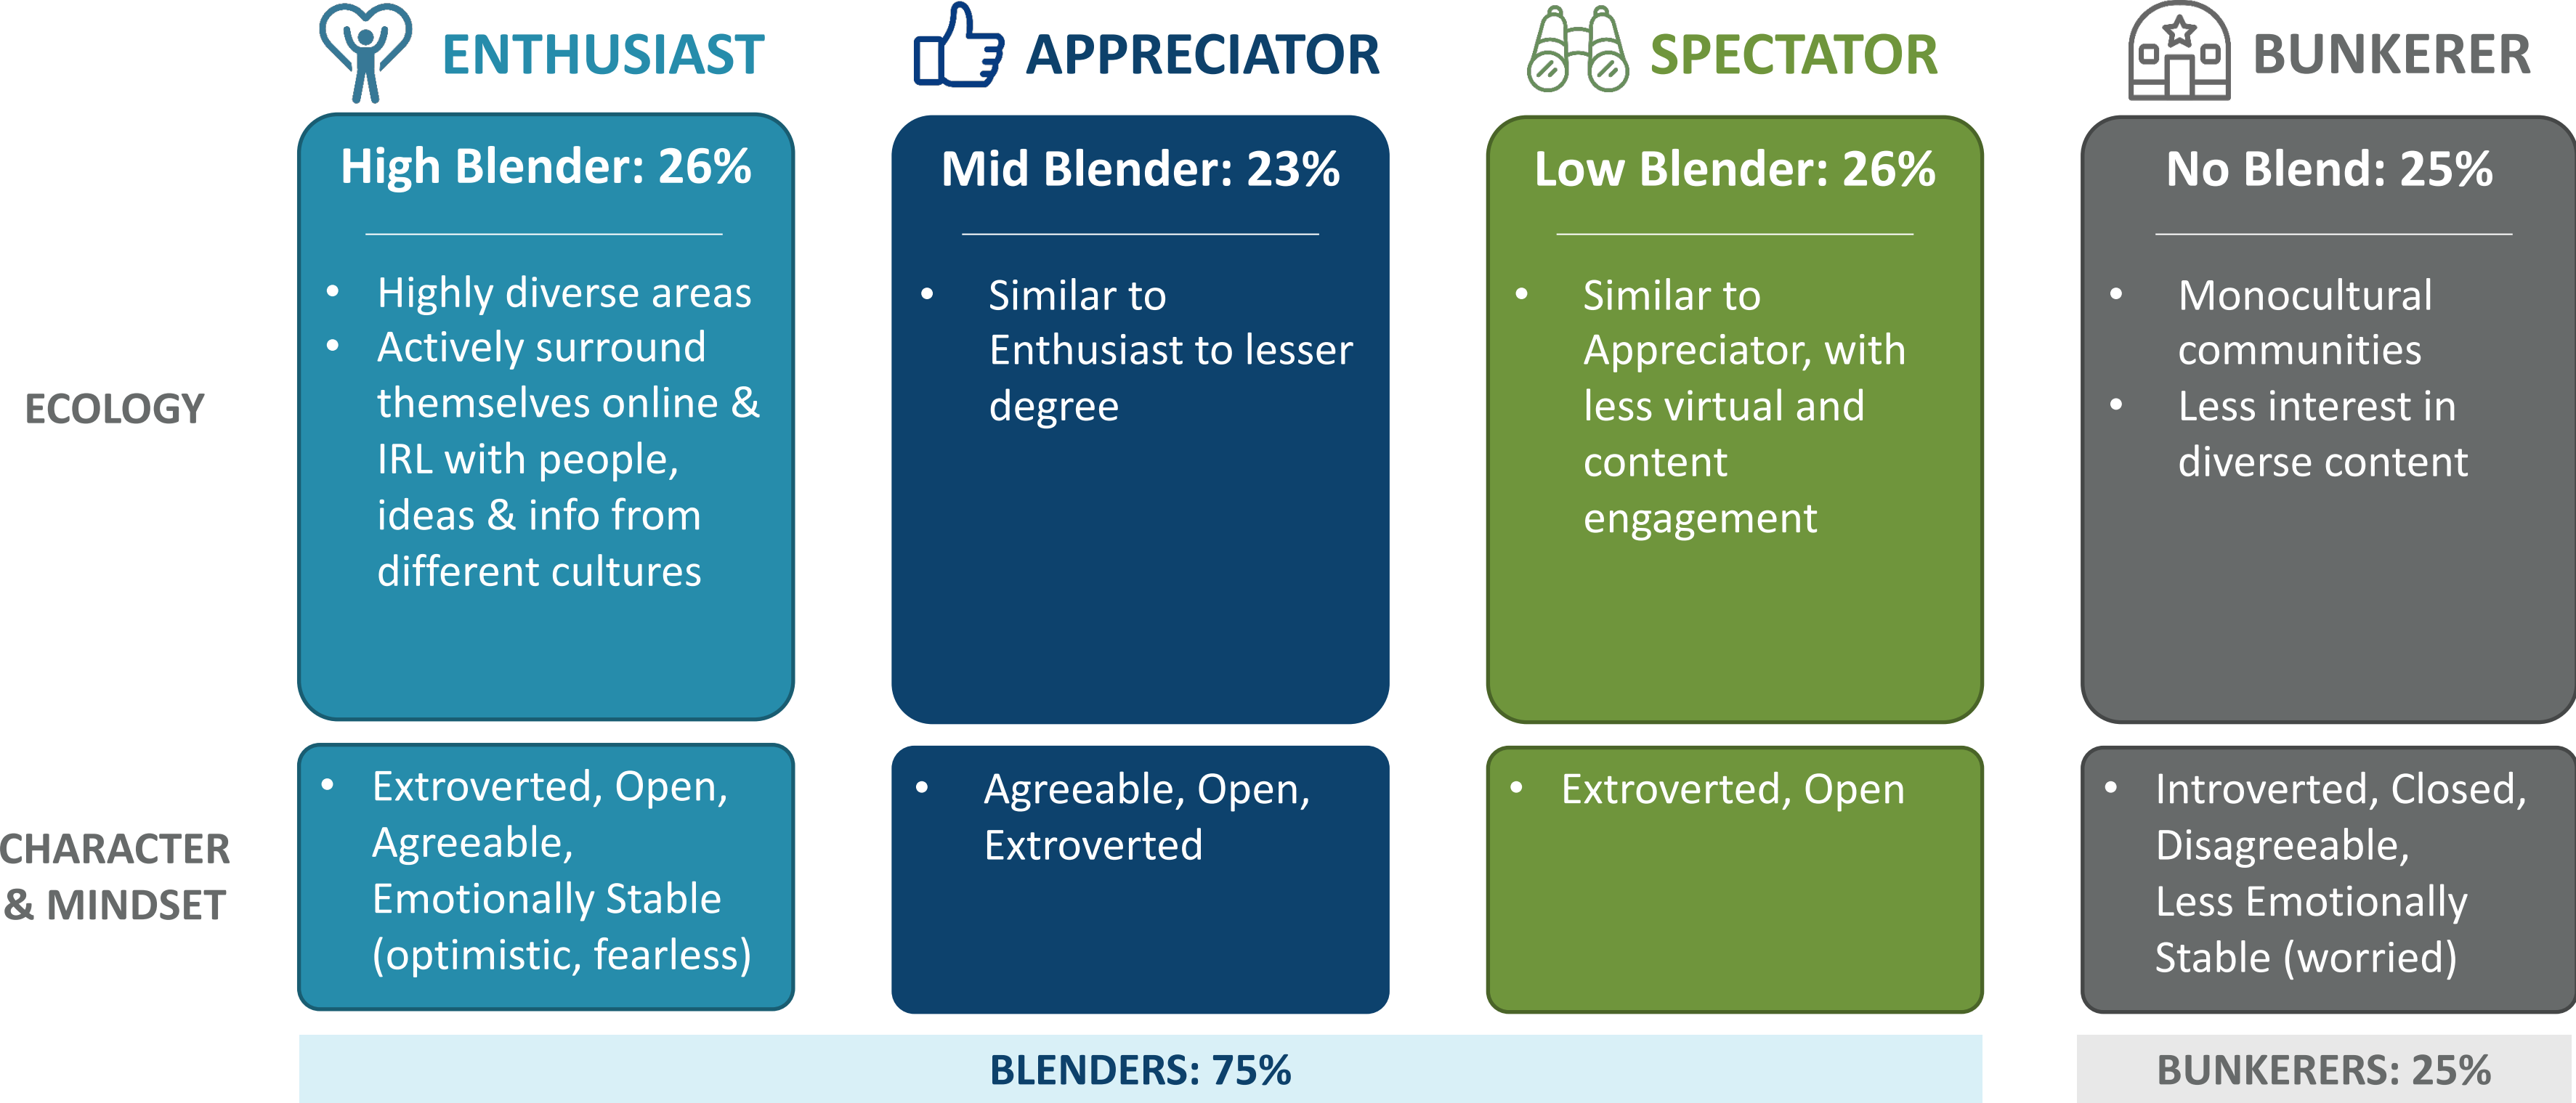 ENTHUSIAST
APPRECIATOR
SPECTATOR
BUNKERER
ECOLOGY
High Blender: 26%
• Highly diverse areas
• Actively surround
themselves online &
IRL with people,
ideas & info from
different cultures
Mid Blender: 23%
• Similar to
Enthusiast to lesser
degree
Low Blender: 26%
• Similar to
Appreciator, with
less virtual and
content
engagement
No Blend: 25%
• Monocultural
communities
• Less interest in
diverse content
CHARACTER
& MINDSET
• Extroverted, Open,
Agreeable,
Emotionally Stable
(optimistic, fearless)
• Agreeable, Open,
Extroverted
• Extroverted, Open
• Introverted, Closed,
Disagreeable,
Less Emotionally
Stable (worried)
BLENDERS: 75%
BUNKERERS: 25%